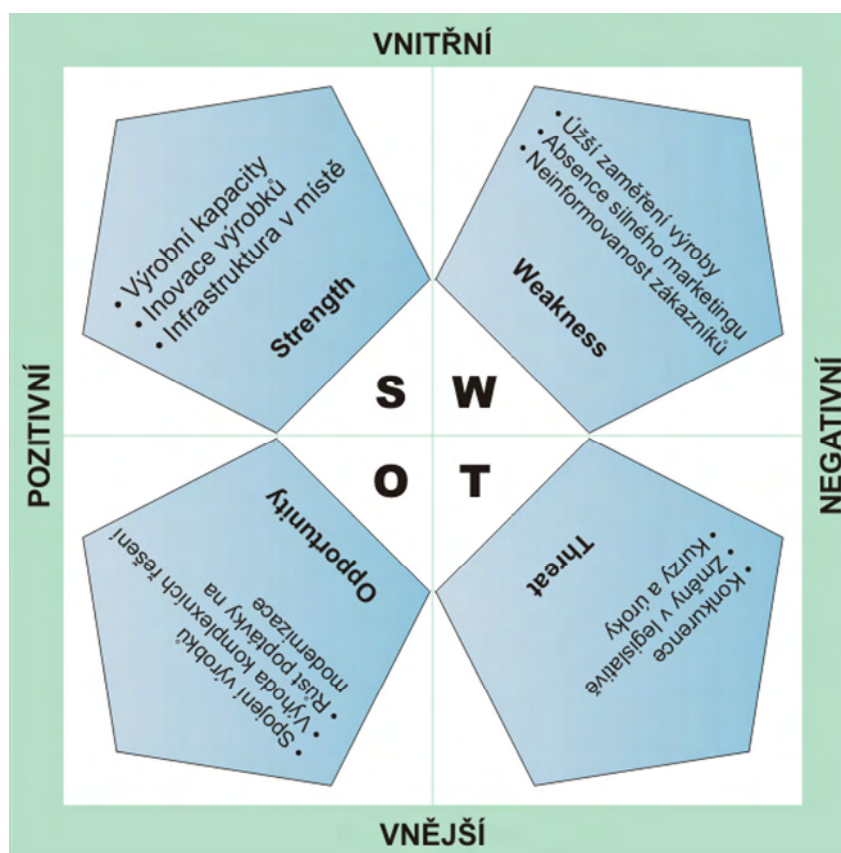 VNITŘNÍ
POZITIVNÍ
NEGATIVNÍ
• Výrobní kapacity
• Inovace výrobků
• Infrastruktura v místě
Strength
• Úžší zaměření výroby
• Absence silného marketingu
• Neinformovanost zákazníků
Weakness
S W
O T
Opportunity
• Spojení výrobků
• Výhoda komplexních řešení
• Růst poptávky na
modernizace
Threat
• Konkurence
• Změny v legislativě
• Kurzy a úroky
VNĚJŠÍ